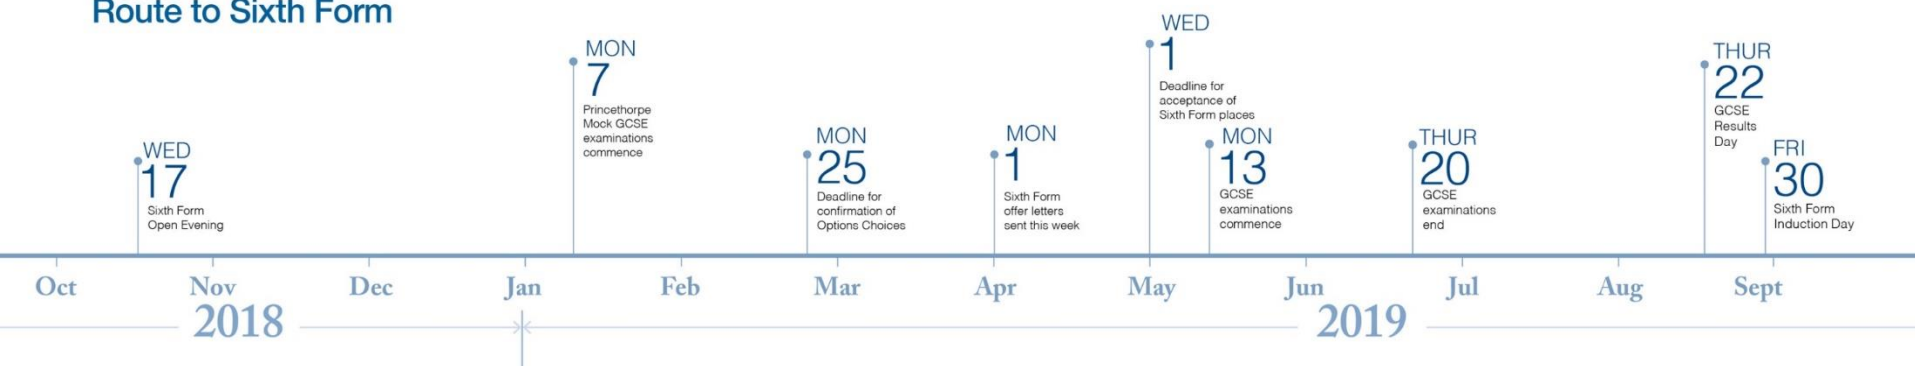 Route to Sixth Form
WED
17
Sixth Form
Open Evening
MON
7
Princethorpe
Mock GCSE
examinations
commence
MON
25
Deadline for
confirmation of
Options Choices
MON
1
Sixth Form
offer letters
sent this week
WED
1
Deadline for
acceptance of
Sixth Form places
MON
13
GCSE
examinations
commence
THUR
20
GCSE
examinations
end
THUR
22
GCSE
Results
Day
FRI
30
Sixth Form
Induction Day
Oct Nov Dec Jan Feb Mar Apr May Jun Jul Aug Sept
2018 2019